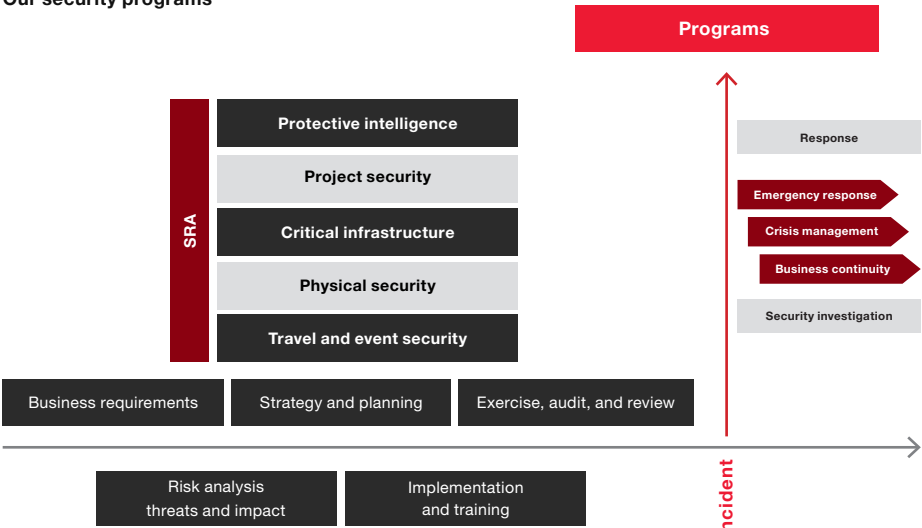 Our security programs
Programs
Protective intelligence
Project security
Critical infrastructure
Physical security
Travel and event security
SRA
Response
Emergency response
Crisis management
Business continuity
Security investigation
Business requirements
Strategy and planning
Exercise, audit, and review
Risk analysis
threats and impact
Implementation
and training